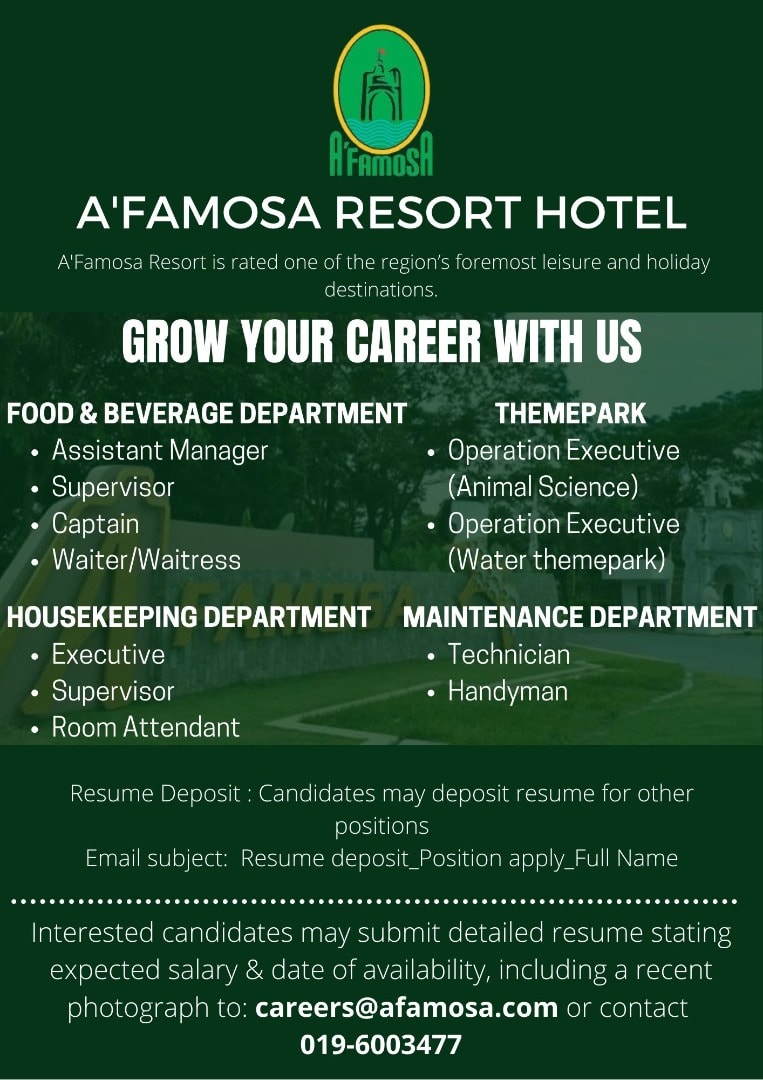 A'FAMOSA
A'FAMOSA RESORT HOTEL
A'Famosa Resort is rated one of the region’s foremost leisure and holiday
destinations.
GROW YOUR CAREER WITH US
FOOD & BEVERAGE DEPARTMENT
• Assistant Manager
• Supervisor
• Captain
• Waiter/Waitress
THEMEPARK
• Operation Executive
(Animal Science)
• Operation Executive
(Water themepark)
HOUSEKEEPING DEPARTMENT
• Executive
• Supervisor
• Room Attendant
MAINTENANCE DEPARTMENT
• Technician
• Handyman
A FAMOSA
Resume Deposit : Candidates may deposit resume for other
positions
Email subject:  Resume deposit_Position apply_Full Name
Interested candidates may submit detailed resume stating
expected salary & date of availability, including a recent
photograph to: careers@afamosa.com or contact
019-6003477